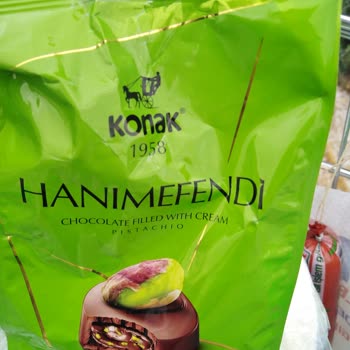 Konak
1958
HANIMEFENDİ
CHOCOLATE FILLED WITH CREAM
PISTACHIO